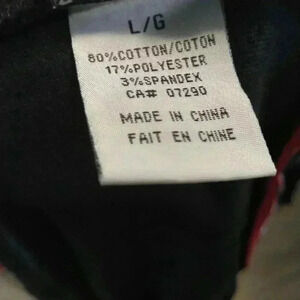 L/G
80%COTTON/COTON
17%POLYESTER
3%SPANDEX
CA# 07290
MADE IN CHINA
FAIT EN CHINE